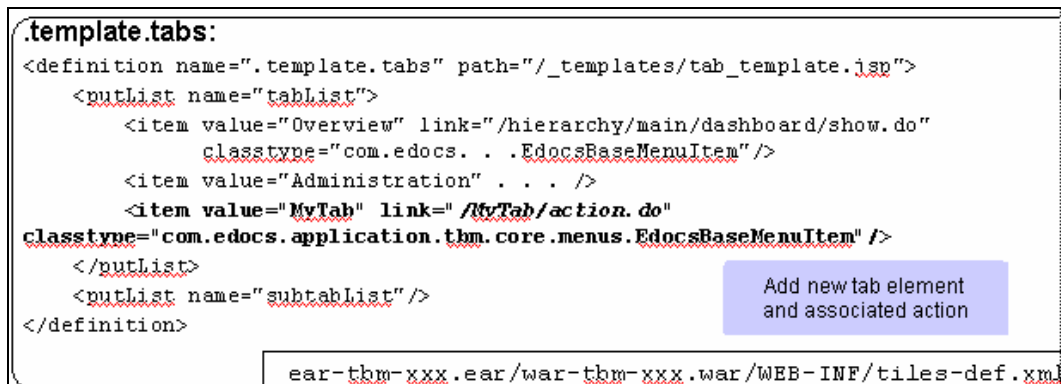 .template.tabs:
<definition name=".template.tabs" path="/_templates/tab_template.jsp">
<putList name="tabList">
<item value="Overview" link="/hierarchy/main/dashboard/show.do"
classtype="com.edocs. . .EdocsBaseMenuItem"/>
<item value="Administration" . . . />
<item value="MyTab" link="/MyTab/action.do"
classtype="com.edocs.application.tbm.core.menus.EdocsBaseMenuItem"/>
</putList>
<putList name="subtabList"/>
</definition>
Add new tab element
and associated action
ear-tbm-xxx.ear/war-tbm-xxx.war/WEB-INF/tiles-def.xml